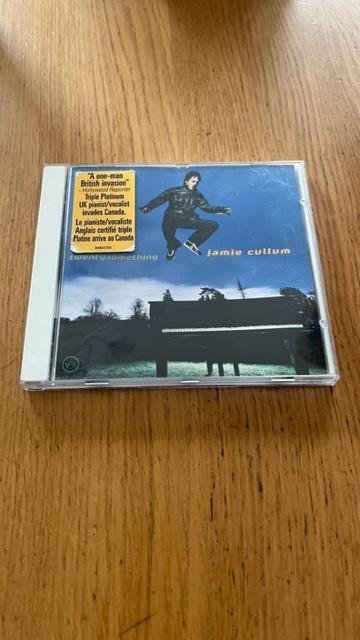 "A one-man
British invasion"
- Hollywood Reporter
Triple Platinum
UK pianist/vocalist
invades Canada.
Le pianiste/vocaliste
Anglais certifié triple
Platine arrive au Canada
twentysomething
jamie cullum